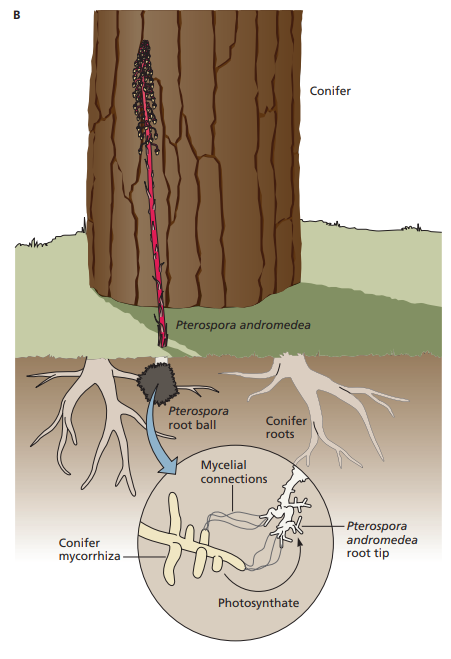 B
Conifer
Pterospora andromedea
Pterospora
root ball
Conifer
roots
Mycelial
connections
Conifer
mycorrhiza
Pterospora
andromedea
root tip
Photosynthate